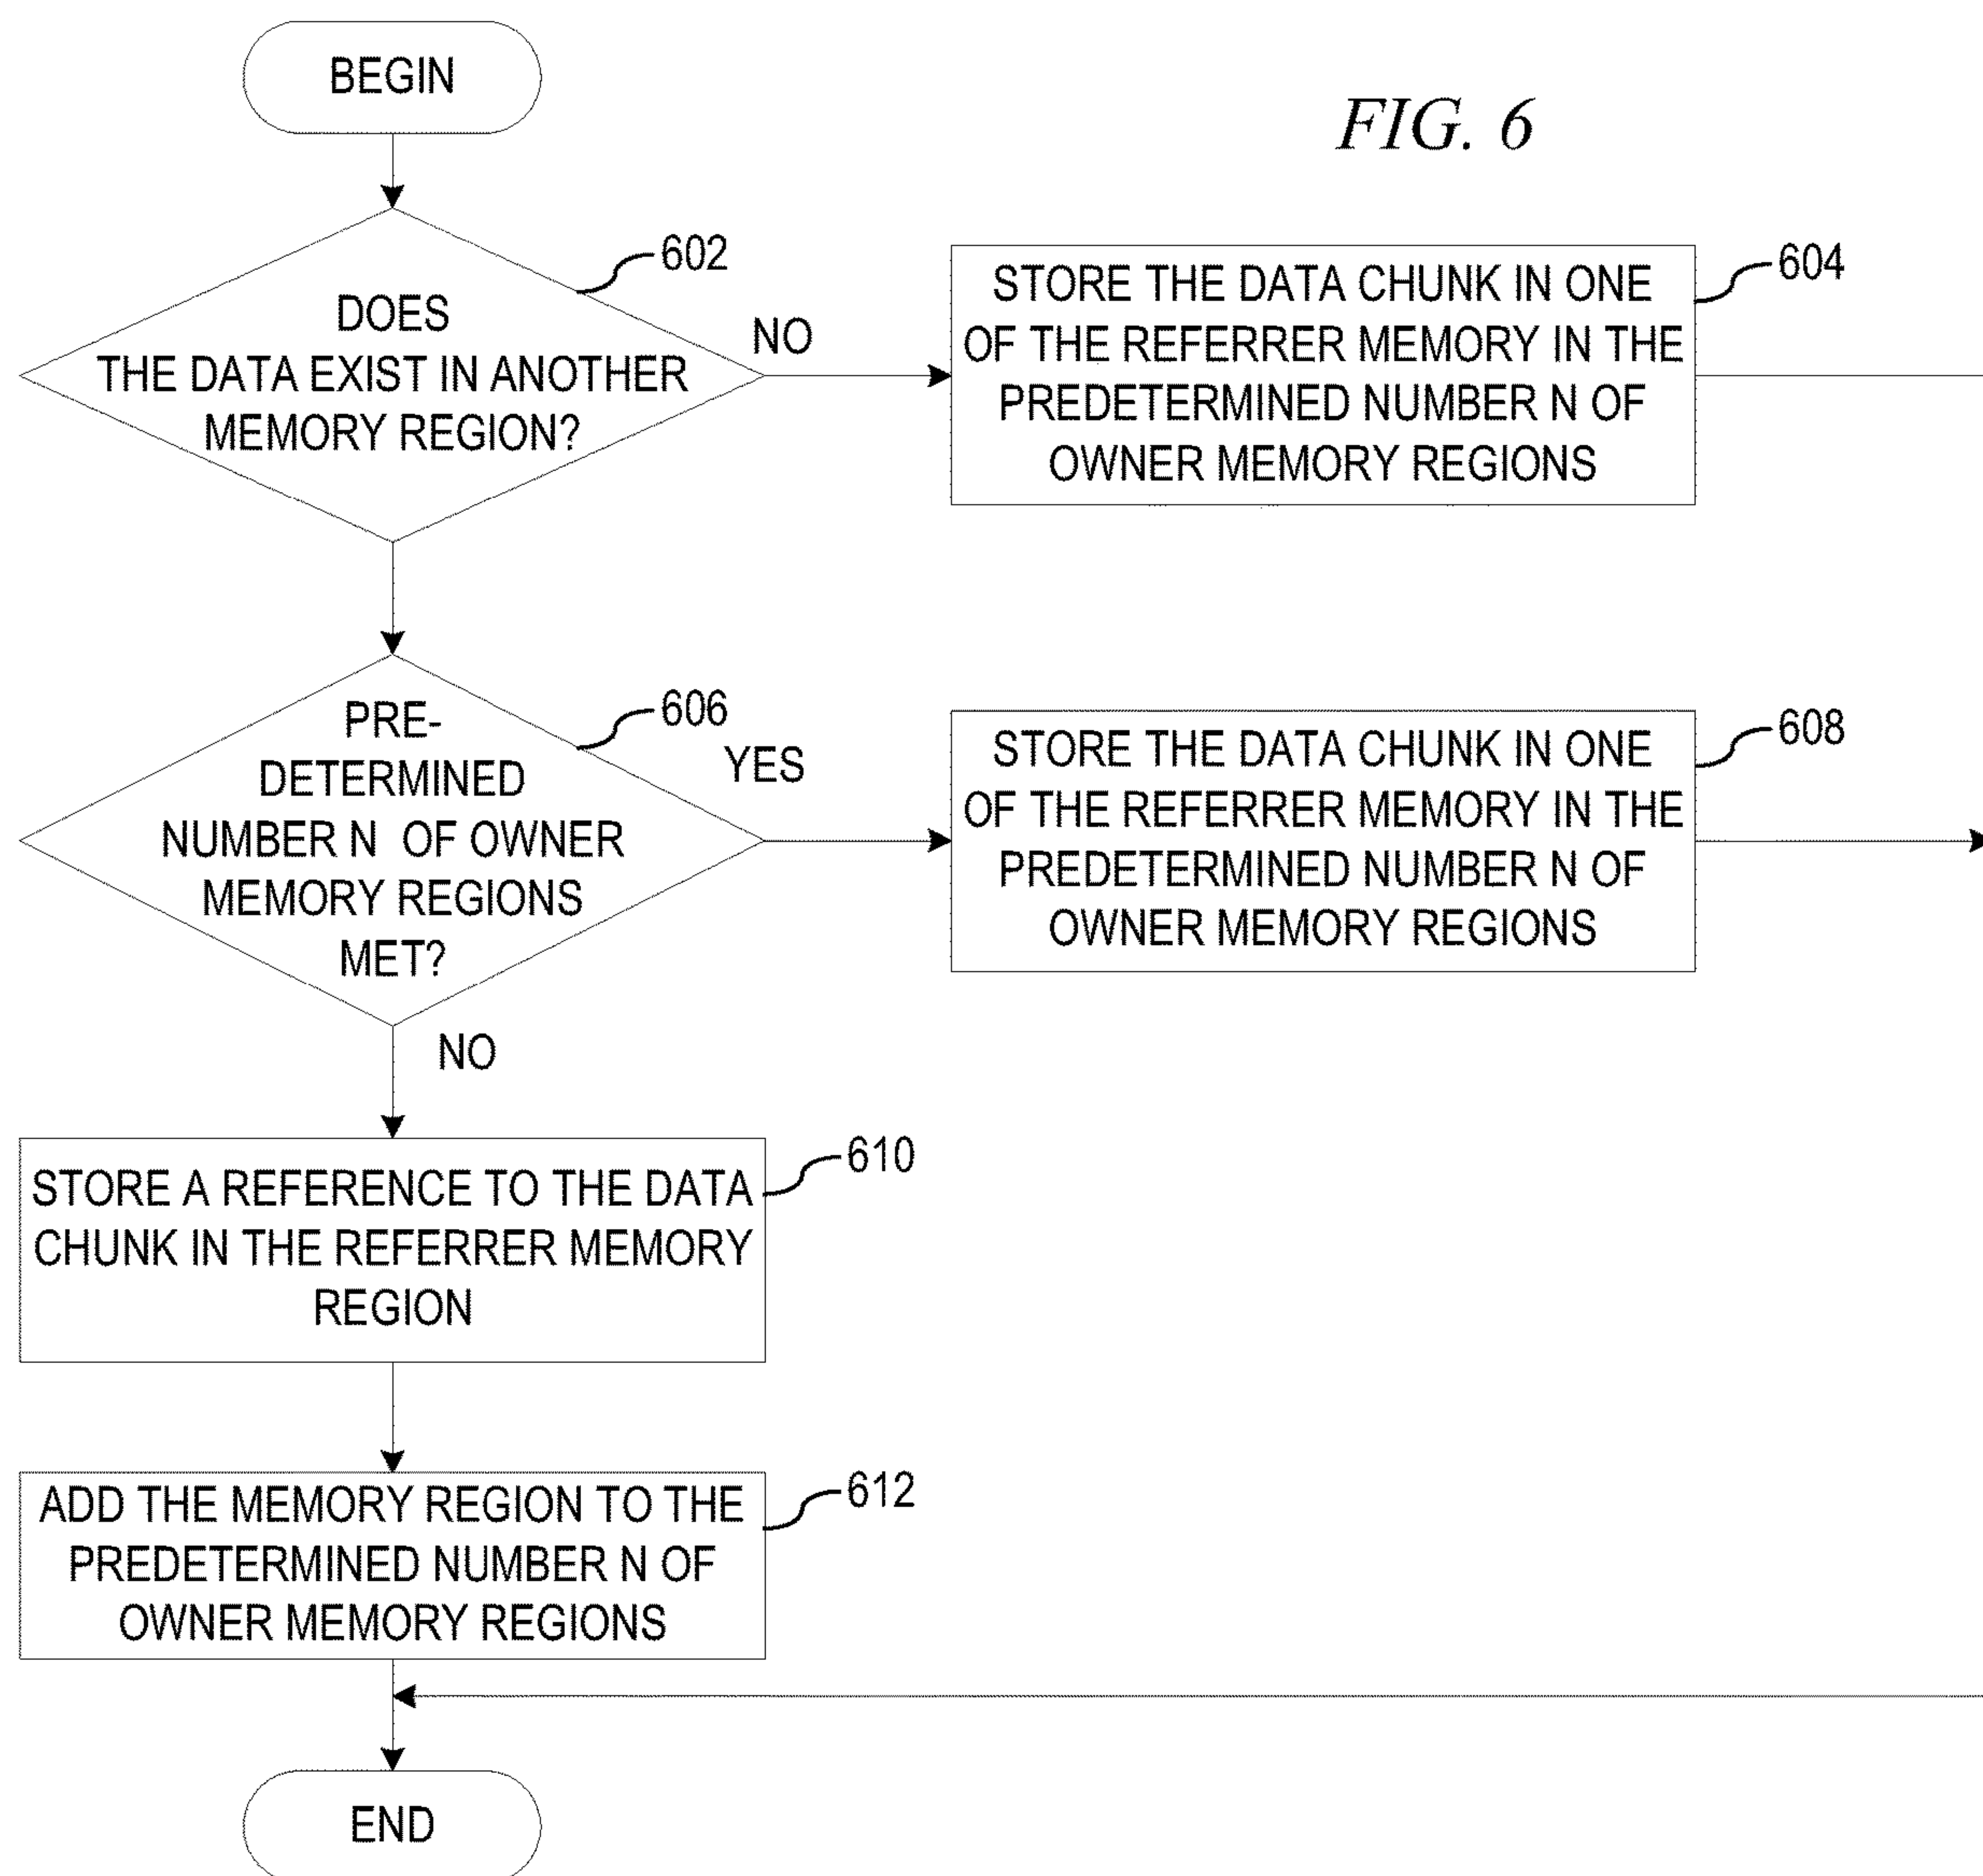 BEGIN
FIG. 6
602
DOES
THE DATA EXIST IN ANOTHER
MEMORY REGION?
NO
604
STORE THE DATA CHUNK IN ONE
OF THE REFERRER MEMORY IN THE
PREDETERMINED NUMBER N OF
OWNER MEMORY REGIONS
606
PRE-
DETERMINED
NUMBER N OF OWNER
MEMORY REGIONS
MET?
YES
608
STORE THE DATA CHUNK IN ONE
OF THE REFERRER MEMORY IN THE
PREDETERMINED NUMBER N OF
OWNER MEMORY REGIONS
NO
610
STORE A REFERENCE TO THE DATA
CHUNK IN THE REFERRER MEMORY
REGION
612
ADD THE MEMORY REGION TO THE
PREDETERMINED NUMBER N OF
OWNER MEMORY REGIONS
END